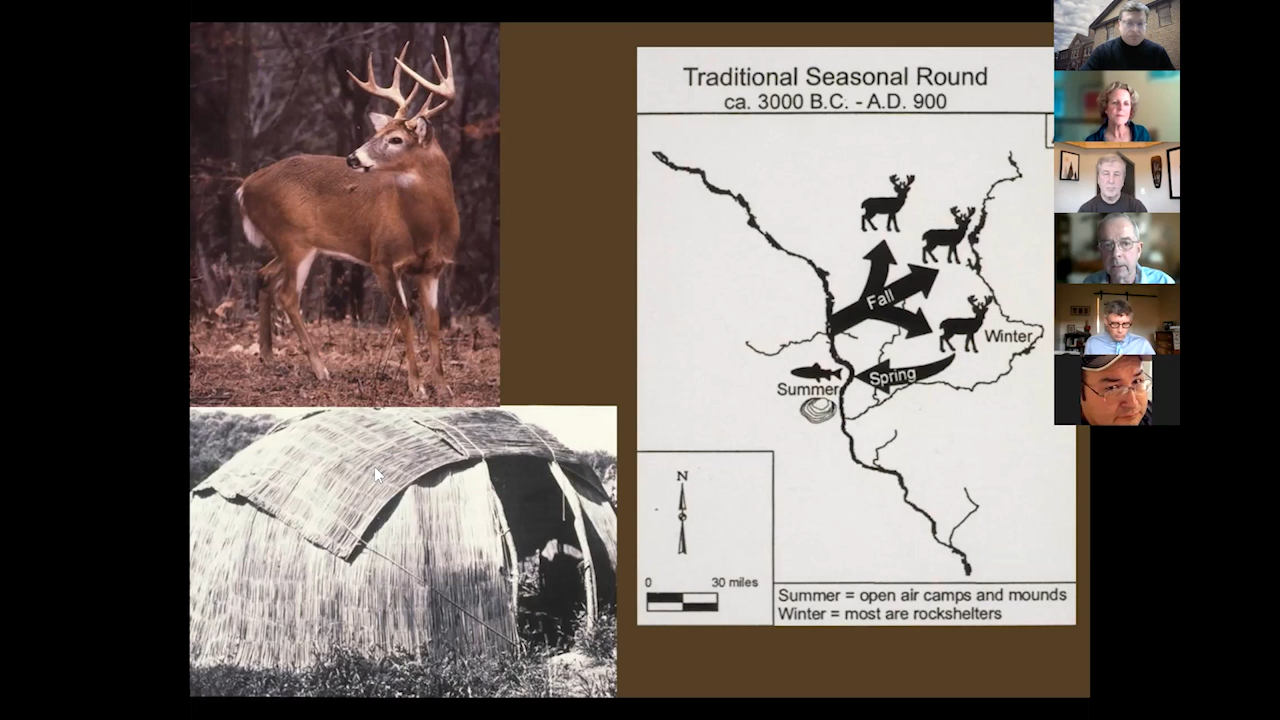 Traditional Seasonal Round
ca. 3000 B.C. - A.D. 900
Fall
Winter
Spring
Summer
N
0 30 miles
Summer = open air camps and mounds
Winter = most are rockshelters